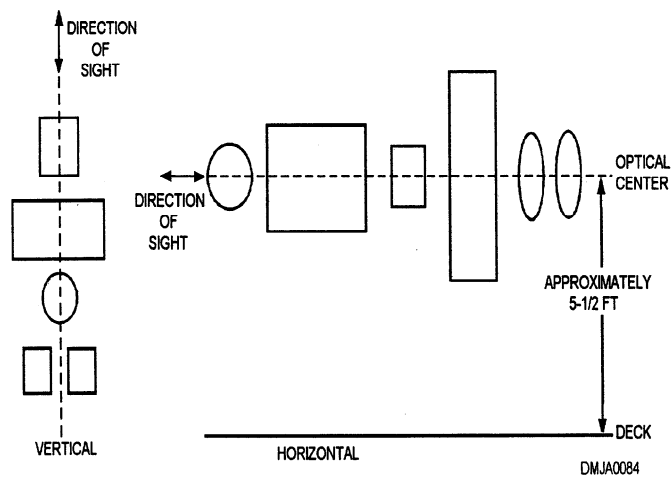 DIRECTION
OF
SIGHT
VERTICAL
DIRECTION
OF
SIGHT
OPTICAL
CENTER
APPROXIMATELY
5-1/2 FT
DECK
HORIZONTAL
DMJA0084